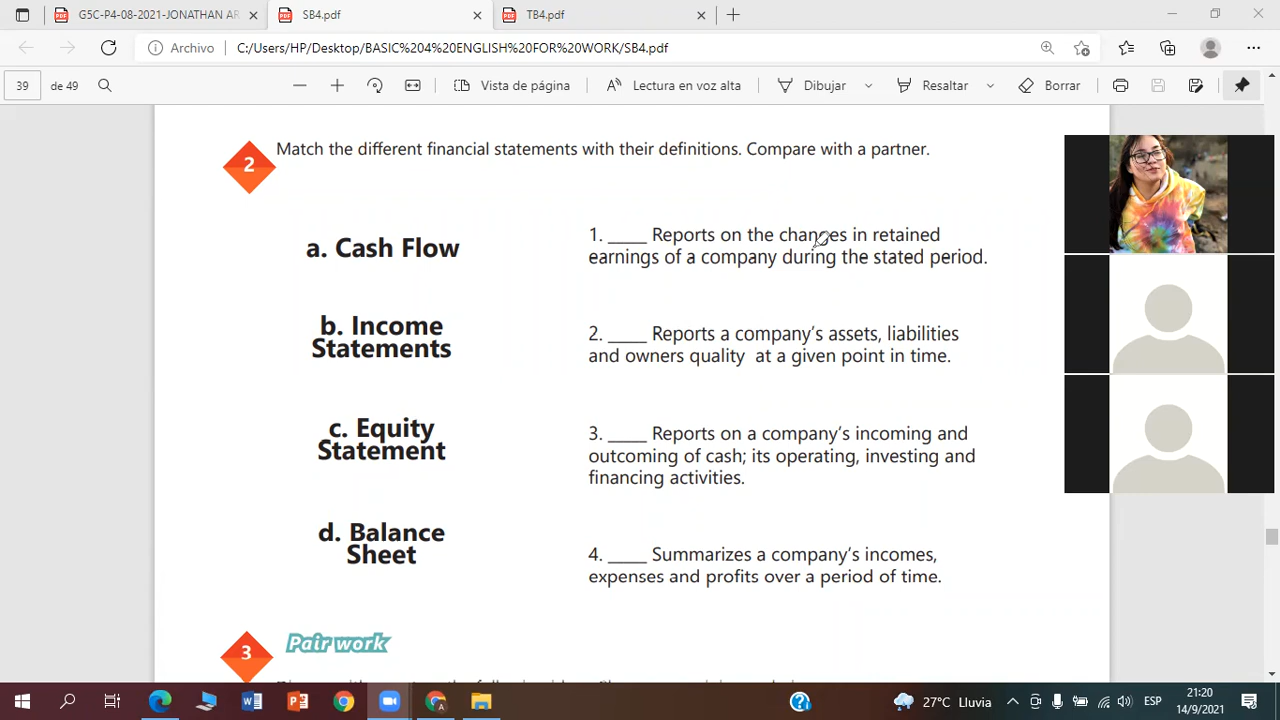 G5C-P4-08-2021-JONATHAN AR
SB4.pdf
TB4.pdf
Archivo
C:/Users/HP/Desktop/BASIC%204%20ENGLISH%20FOR%20WORK/SB4.pdf
39
de 49
Vista de página
Lectura en voz alta
Dibujar
Resaltar
Borrar
2
Match the different financial statements with their definitions. Compare with a partner.
a. Cash Flow
b. Income
Statements
c. Equity
Statement
d. Balance
Sheet
1. ____ Reports on the changes in retained
earnings of a company during the stated period.
2. ____ Reports a company's assets, liabilities
and owners quality at a given point in time.
3. ____ Reports on a company's incoming and
outcoming of cash; its operating, investing and
financing activities.
4. ____ Summarizes a company's incomes,
expenses and profits over a period of time.
3
Pair work
27°C Lluvia
ESP
21:20
14/9/2021